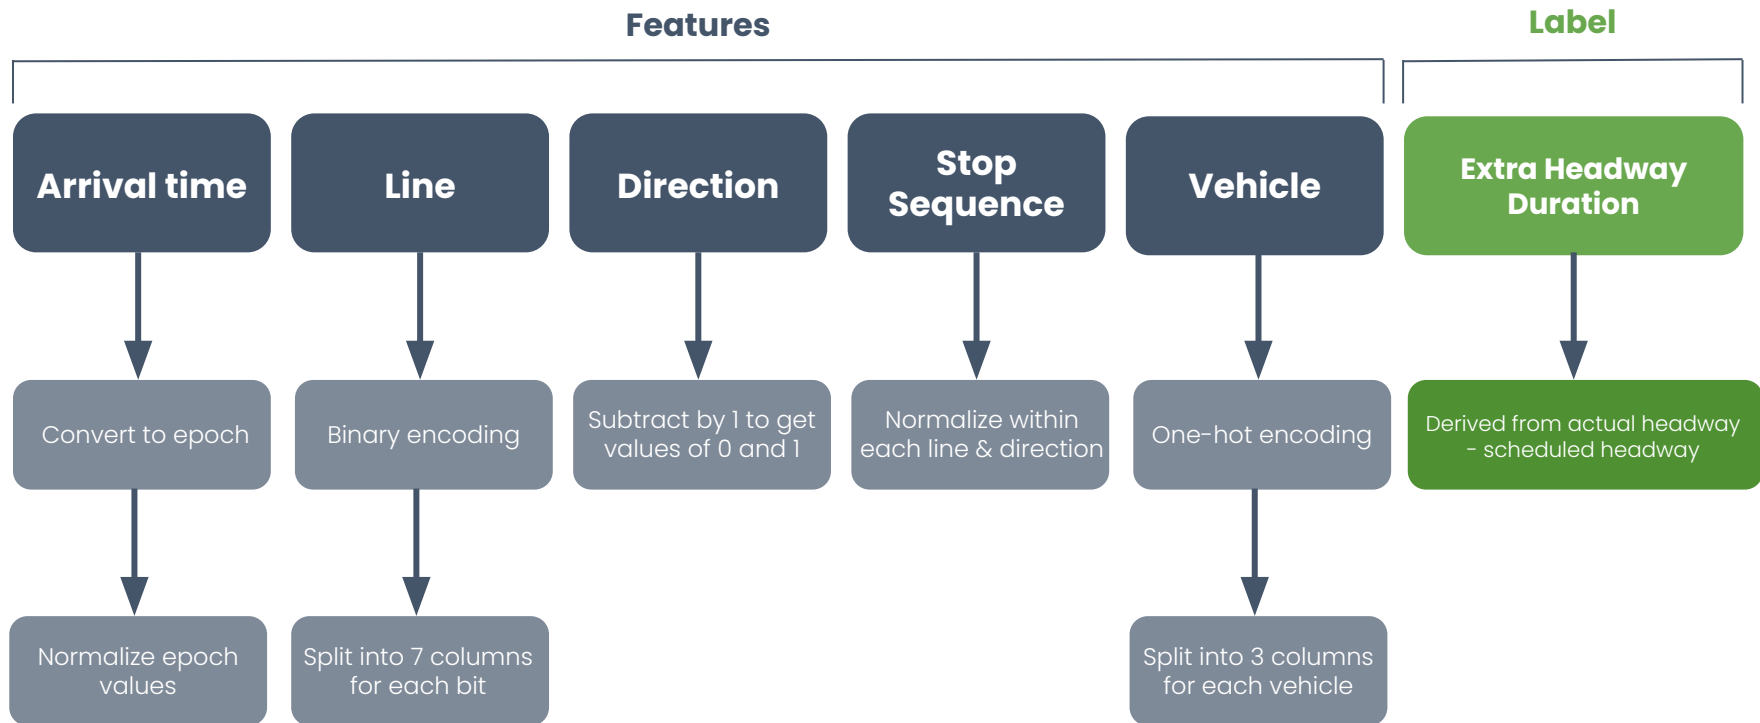 Features
Label
Arrival time
Line
Direction
Stop
Sequence
Vehicle
Extra Headway
Duration
Convert to epoch
Binary encoding
Subtract by 1 to get
values of 0 and 1
Normalize within
each line & direction
One-hot encoding
Derived from actual headway
- scheduled headway
Normalize epoch
values
Split into 7 columns
for each bit
Split into 3 columns
for each vehicle